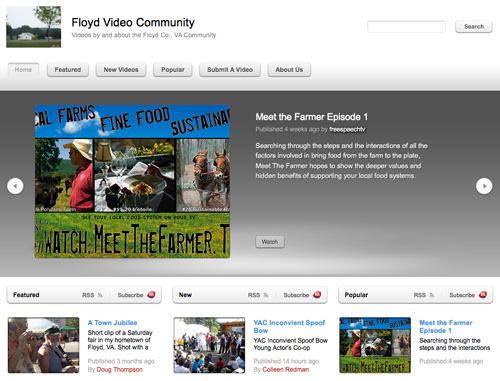 Floyd Video Community
Videos by and about the Floyd Co., VA Community
Search
Home Featured New Videos Popular Submit A Video About Us
CAL FARMS FINE FOOD SUSTAINA
SEE YOUR LOCAL FOOD-SYSTEM ON YOUR TV
//WATCH.MEETTHEFARMER.T
Meet the Farmer Episode 1
Published 4 weeks ago by freespeechtv
Searching through the steps and the interactions of all the
factors involved in bring food from the farm to the plate,
Meet The Farmer hopes to show the deeper values and
hidden benefits of supporting your local food systems.
Watch
Featured RSS Subscribe
A Town Jubilee
Short clip of a Saturday
fair in my hometown of
Floyd, VA. Shot with a
Published 3 months ago
By Doug Thompson
New RSS Subscribe
YAC Inconvient Spoof
Bow
YAC Inconvient Spoof Bow
Young Actor's Co-op
Published 14 hours ago
By Colleen Redman
Popular RSS Subscribe
Meet the Farmer
Episode 1
Searching through the
steps and the interactions
Published 4 weeks ago